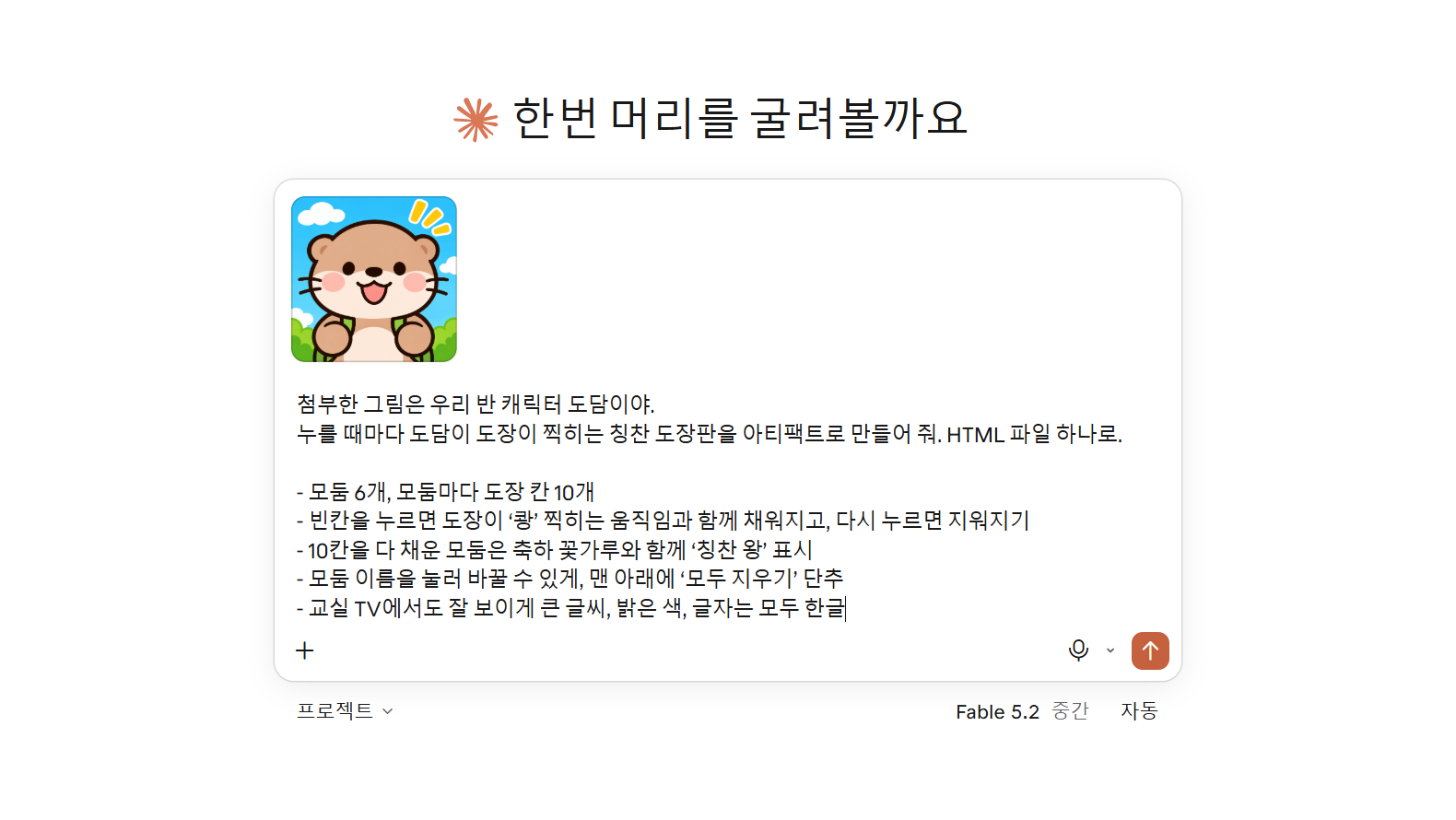 한번 머리를 굴려볼까요
첨부한 그림은 우리 반 캐릭터 도담이야.
누를 때마다 도담이 도장이 찍히는 칭찬 도장판을 아티팩트로 만들어 줘. HTML 파일 하나로.
- 모둠 6개, 모둠마다 도장 칸 10개
- 빈칸을 누르면 도장이 ‘쾅’ 찍히는 움직임과 함께 채워지고, 다시 누르면 지워지기
- 10칸을 다 채운 모둠은 축하 꽃가루와 함께 ‘칭찬 왕’ 표시
- 모둠 이름을 눌러 바꿀 수 있게, 맨 아래에 ‘모두 지우기’ 단추
- 교실 TV에서도 잘 보이게 큰 글씨, 밝은 색, 글자는 모두 한글
프로젝트
Fable 5.2 중간 자동